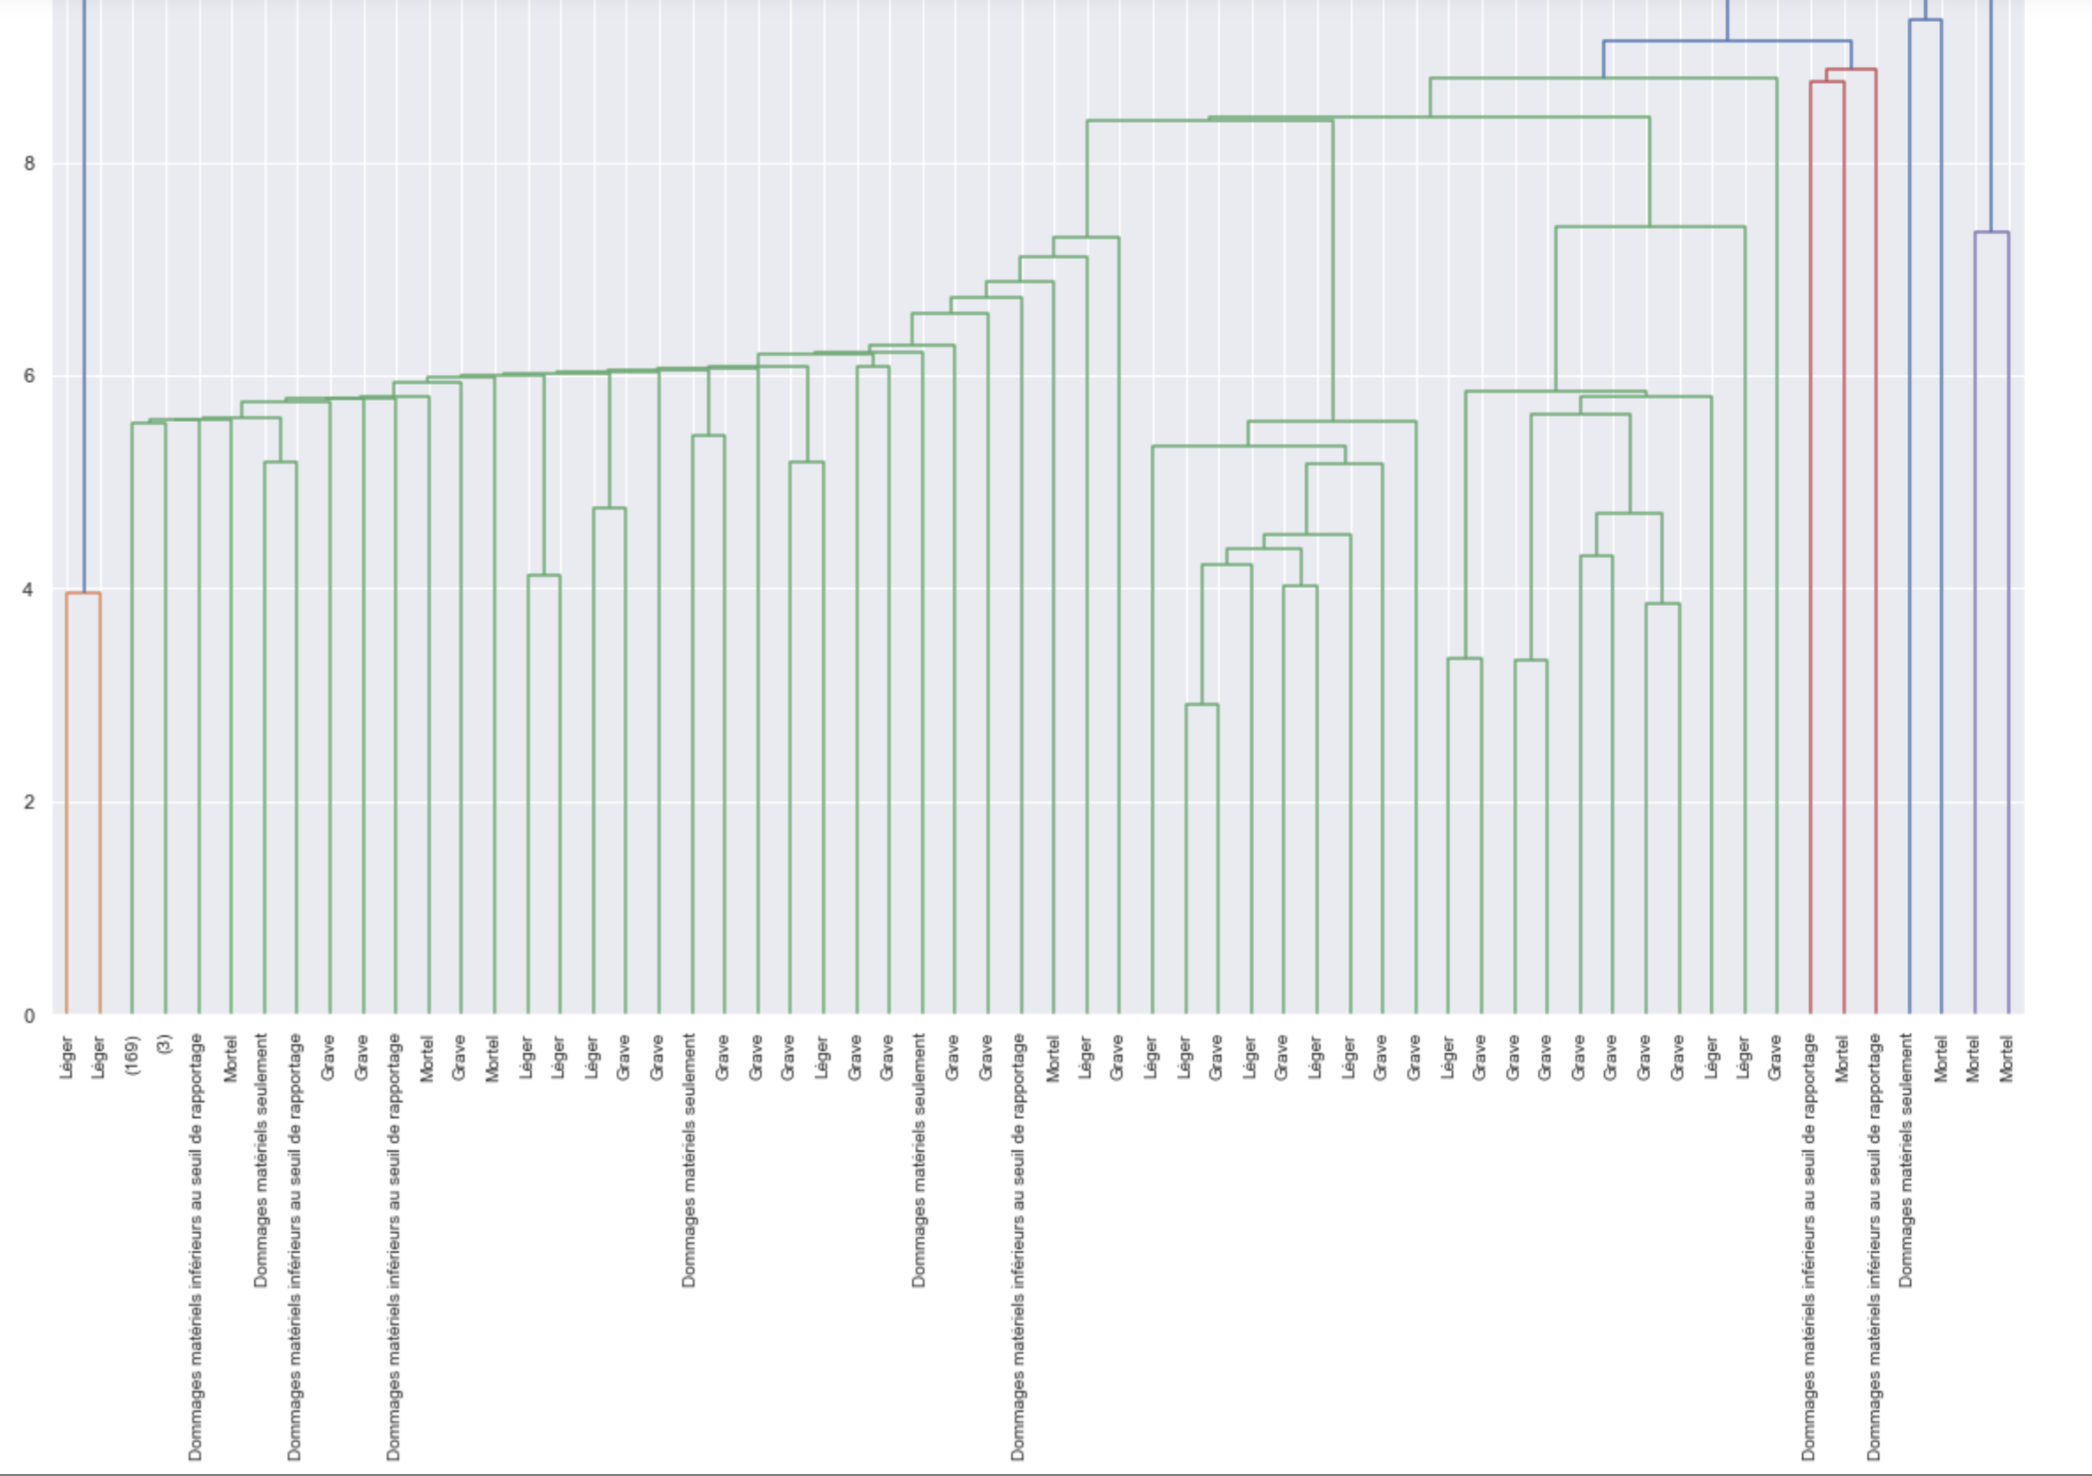 8
6
4
2
0
Léger
Léger
(169)
(3)
Dommages matériels inférieurs au seuil de rapportage
Mortel
Dommages matériels seulement
Dommages matériels inférieurs au seuil de rapportage
Grave
Grave
Dommages matériels inférieurs au seuil de rapportage
Mortel
Grave
Mortel
Léger
Léger
Léger
Grave
Grave
Dommages matériels seulement
Grave
Grave
Grave
Léger
Grave
Grave
Dommages matériels seulement
Grave
Grave
Dommages matériels inférieurs au seuil de rapportage
Mortel
Léger
Grave
Léger
Léger
Grave
Léger
Grave
Léger
Léger
Grave
Grave
Léger
Grave
Grave
Grave
Grave
Grave
Grave
Grave
Léger
Léger
Grave
Dommages matériels inférieurs au seuil de rapportage
Mortel
Dommages matériels inférieurs au seuil de rapportage
Dommages matériels seulement
Mortel
Mortel
Mortel